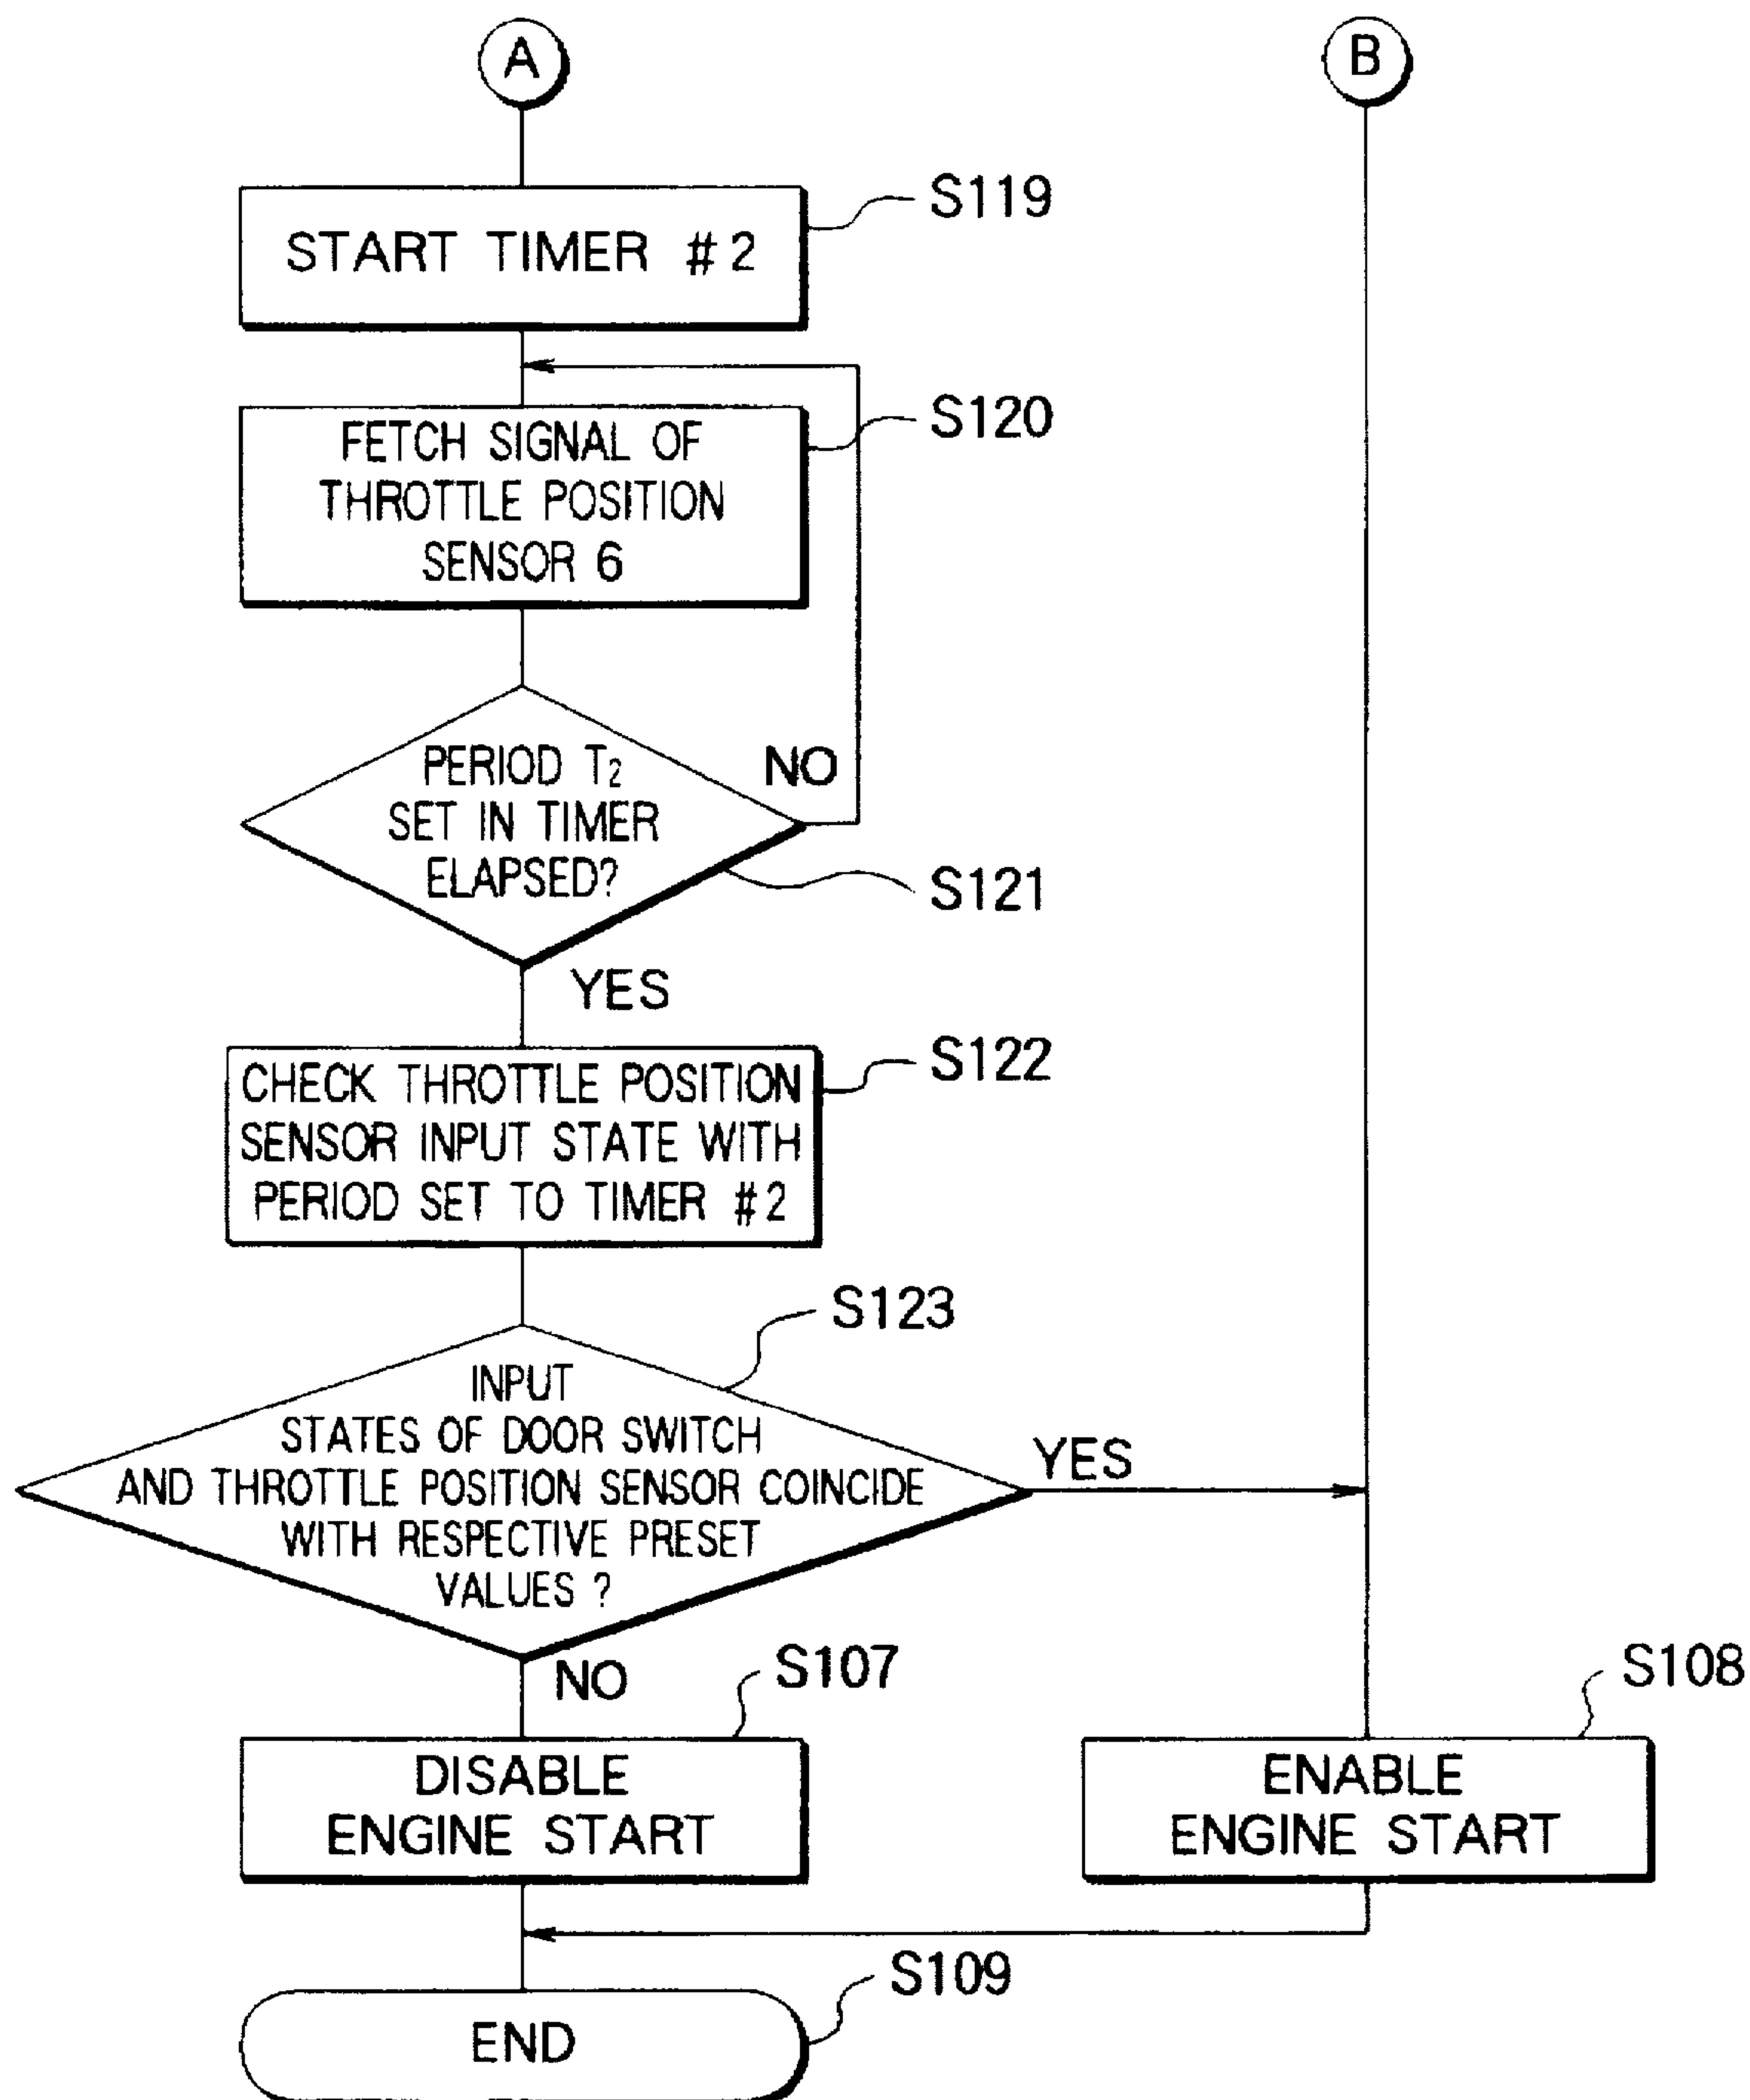 A
B
S119
START TIMER #2
S120
FETCH SIGNAL OF
THROTTLE POSITION
SENSOR 6
PERIOD T2
SET IN TIMER
ELAPSED?
NO
S121
YES
S122
CHECK THROTTLE POSITION
SENSOR INPUT STATE WITH
PERIOD SET TO TIMER #2
S123
INPUT
STATES OF DOOR SWITCH
AND THROTTLE POSITION SENSOR COINCIDE
WITH RESPECTIVE PRESET
VALUES ?
YES
NO
S107
DISABLE
ENGINE START
S108
ENABLE
ENGINE START
S109
END